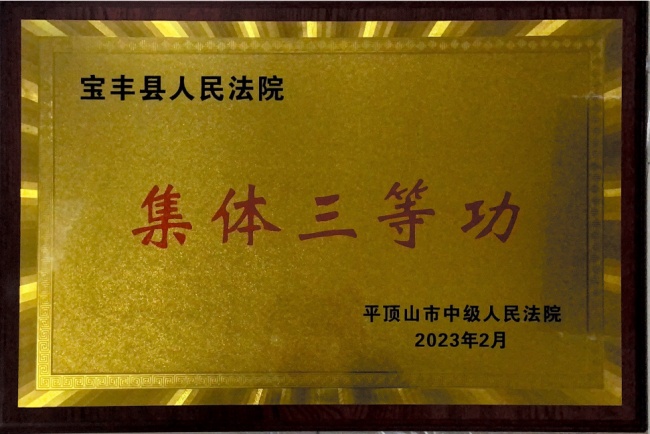 宝丰县人民法院
集体三等功
平顶山市中级人民法院
2023年2月